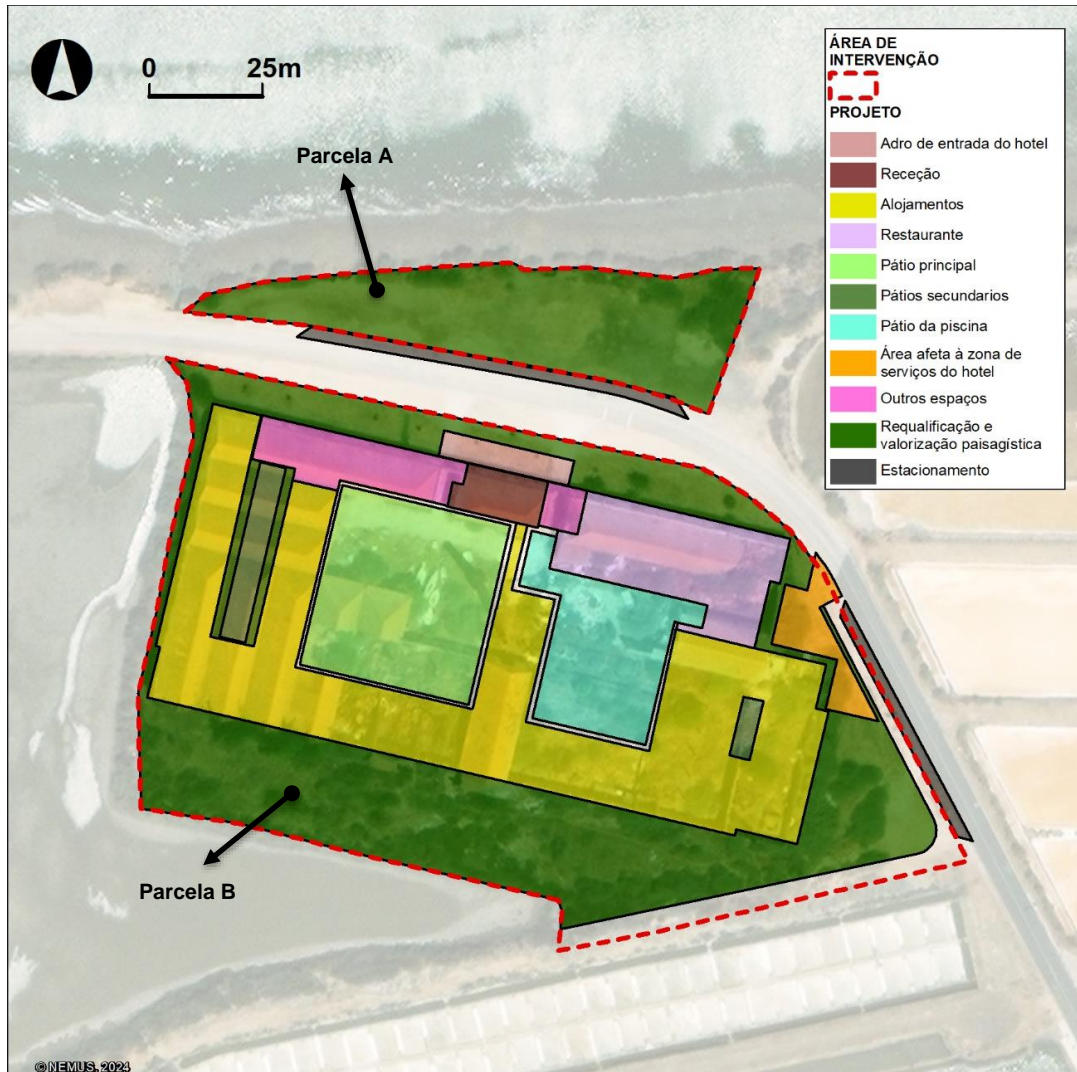 0 25m
Parcela A
Parcela B
ÁREA DE
INTERVENÇÃO
PROJETO
Adro de entrada do hotel
Receção
Alojamentos
Restaurante
Pátio principal
Pátios secundarios
Pátio da piscina
Área afeta à zona de
serviços do hotel
Outros espaços
Requalificação e
valorização paisagística
Estacionamento
© NEMUS, 2024